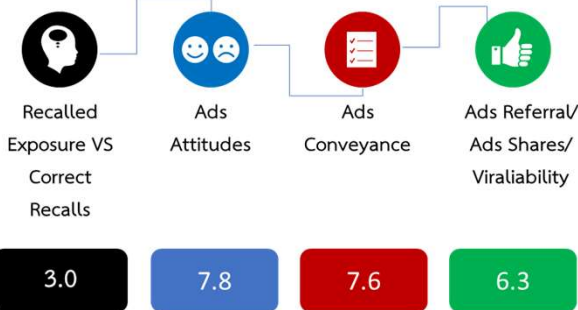 Recalled
Exposure VS
Correct
Recalls
Ads
Attitudes
Ads
Conveyance
Ads Referral/
Ads Shares/
Viraliability
3.0
7.8
7.6
6.3